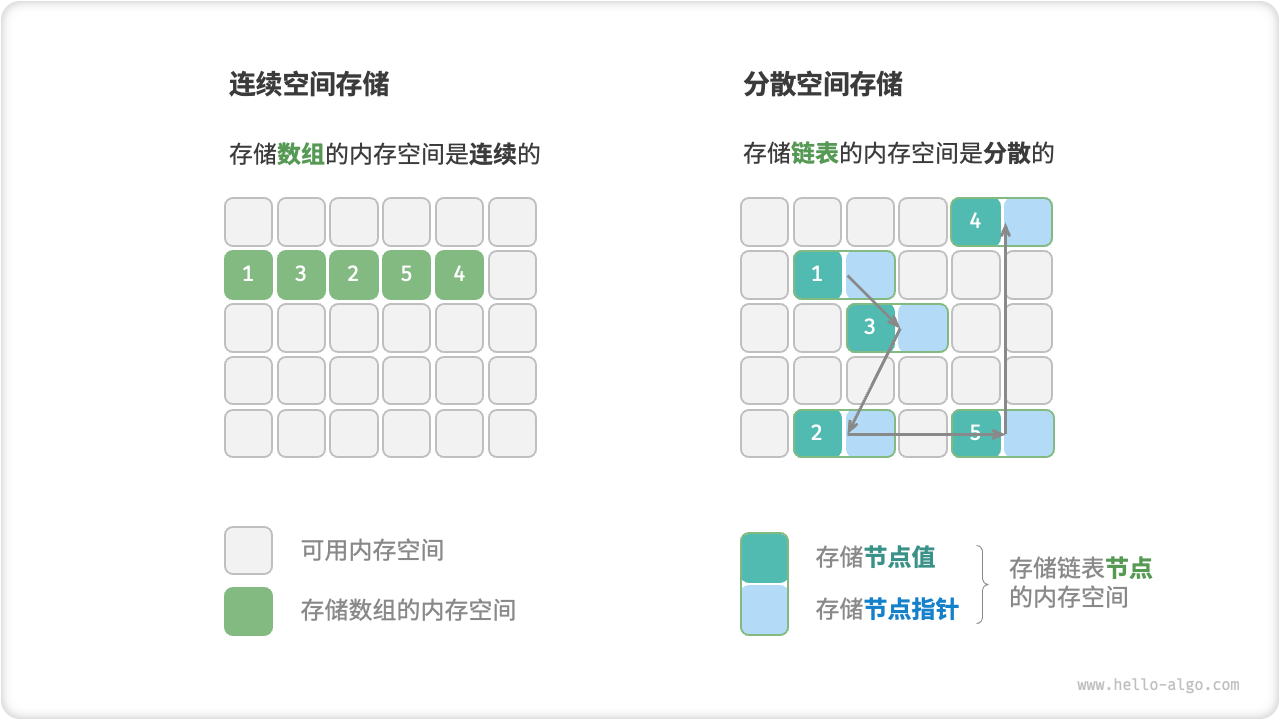 连续空间存储
存储数组的内存空间是连续的
1 3 2 5 4
可用内存空间
存储数组的内存空间
分散空间存储
存储链表的内存空间是分散的
4
1
3
2 5
存储节点值
存储节点指针
存储链表节点
的内存空间
www.hello-algo.com